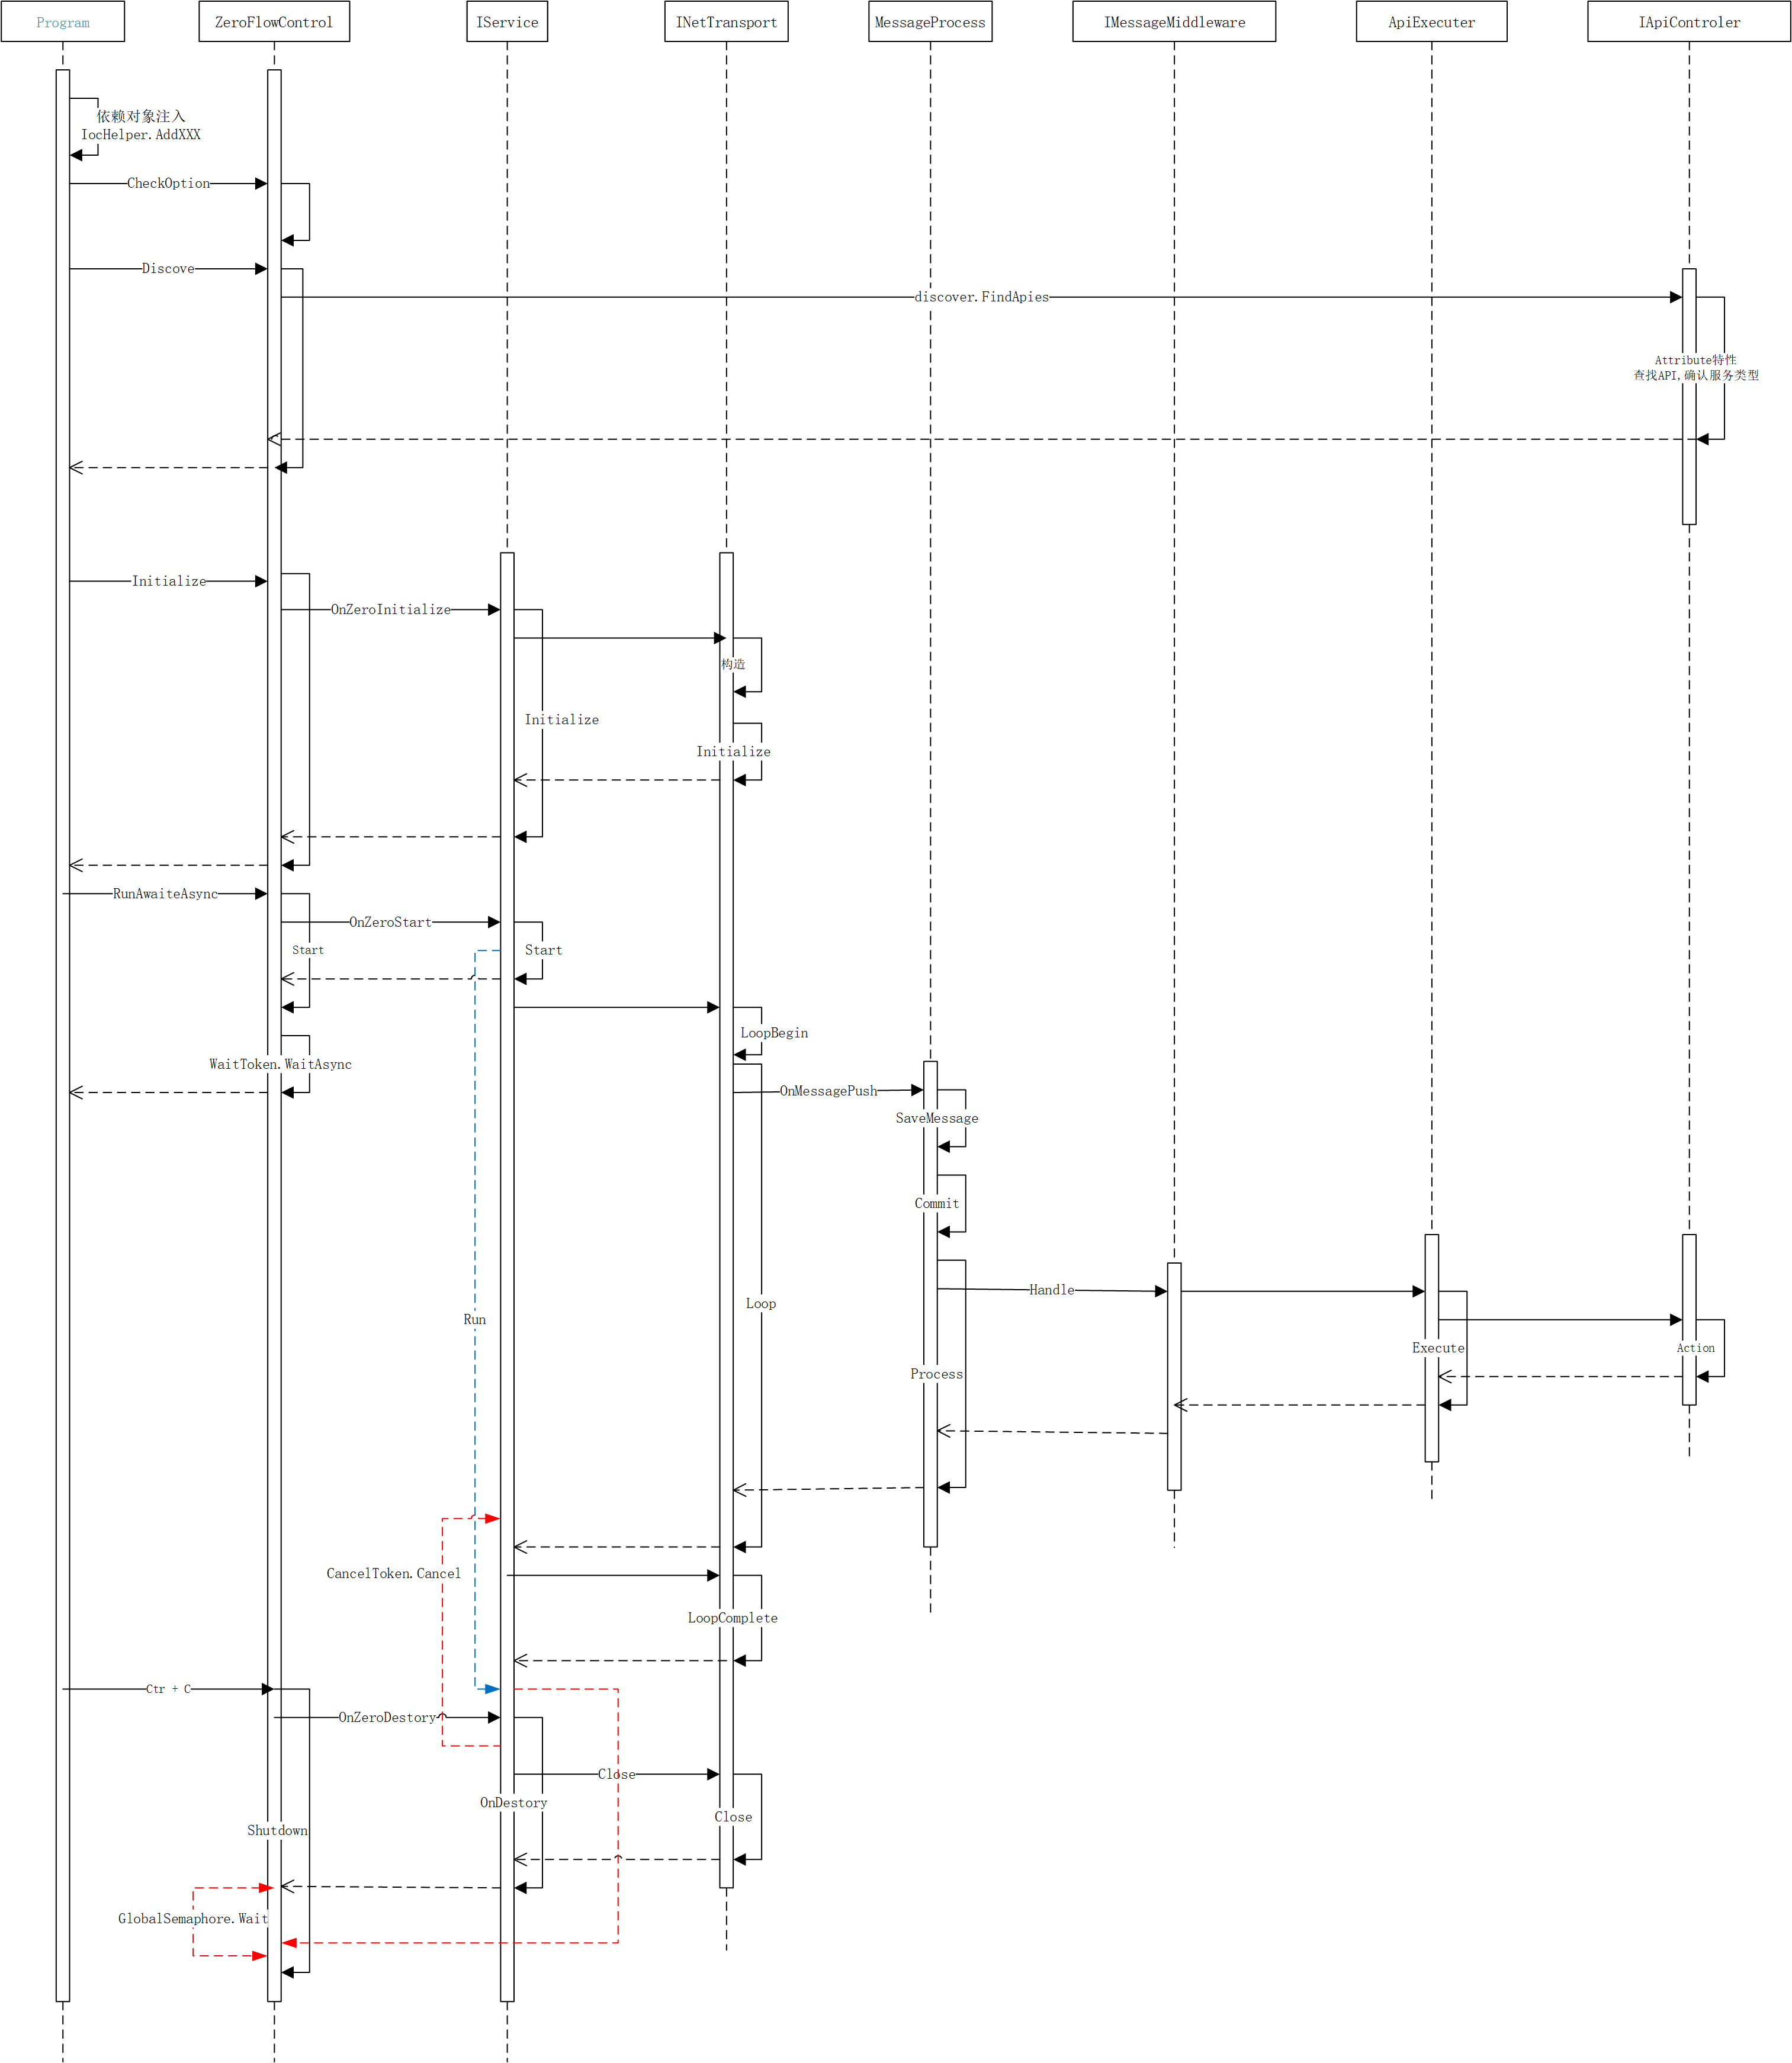 Program
ZeroFlowControl
IService
INetTransport
MessageProcess
IMessageMiddleware
ApiExecuter
IApiControler
依赖对象注入
IocHelper.AddXXX
CheckOption
Discove
discover.FindApies
Attribute特性
查找API,确认服务类型
Initialize
OnZeroInitialize
构造
Initialize
Initialize
RunAwaiteAsync
OnZeroStart
Start
Start
LoopBegin
WaitToken.WaitAsync
OnMessagePush
SaveMessage
Commit
Handle
Loop
Run
Execute
Action
Process
CancelToken.Cancel
LoopComplete
Ctr + C
OnZeroDestory
Close
OnDestory
Close
Shutdown
GlobalSemaphore.Wait